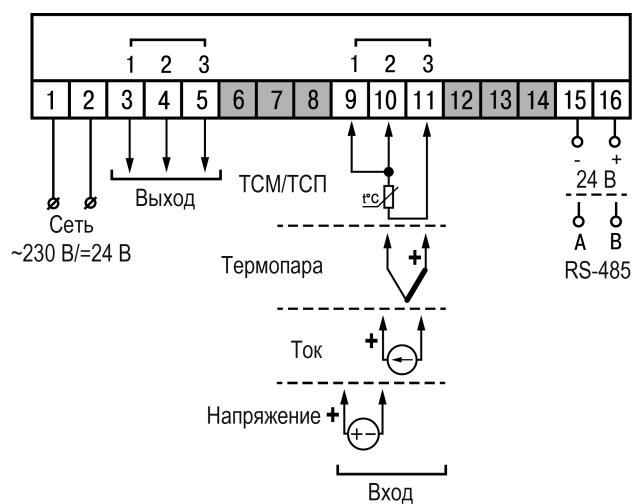 1 2 3 1 2 3
1 2 3 4 5 6 7 8 9 10 11 12 13 14 15 16
- +
24 В
Выход
ТСМ/ТСП
t°C
Сеть
~230 В/=24 В
A B
RS-485
Термопара
+
Ток
+
Напряжение +
+ −
Вход